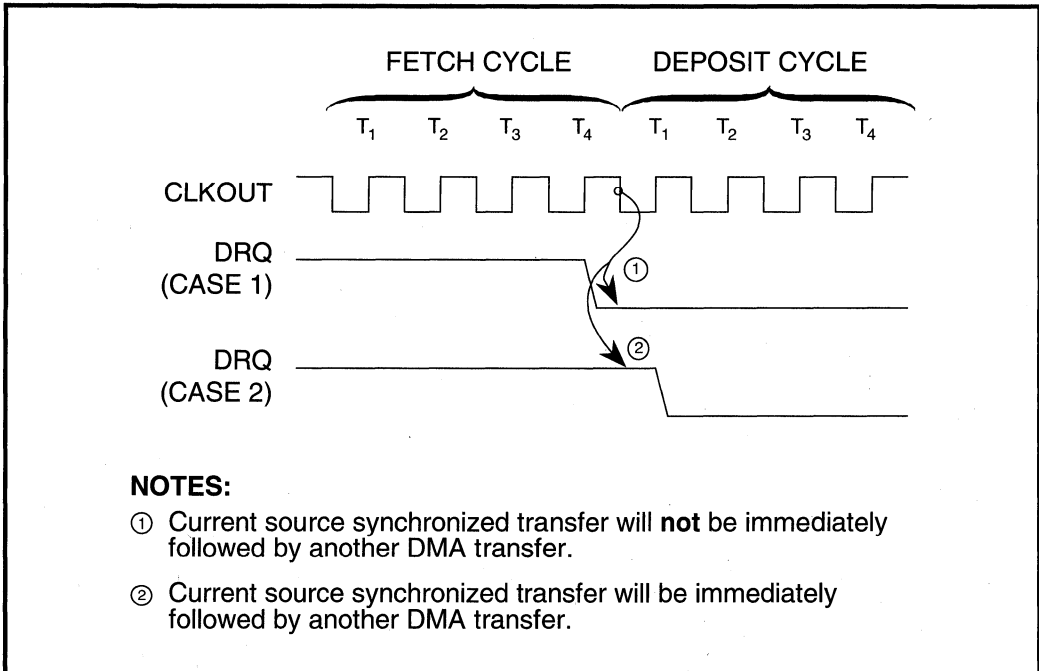 FETCH CYCLE DEPOSIT CYCLE
T1 T2 T3 T4 T1 T2 T3 T4
CLKOUT
DRQ
(CASE 1)
①
②
DRQ
(CASE 2)
NOTES:
① Current source synchronized transfer will not be immediately
followed by another DMA transfer.
② Current source synchronized transfer will be immediately
followed by another DMA transfer.